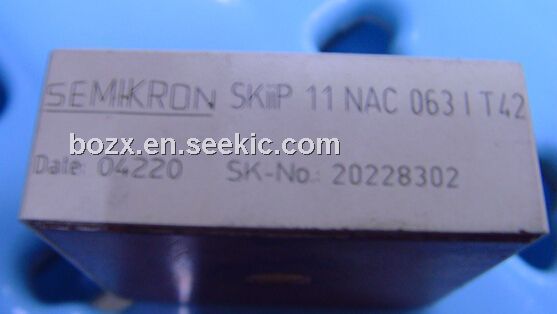 SEMIKRON SKiiP 11 NAC 063 I T42
bozx.en.seekic.com
Date: 04220 SK-No.: 20228302